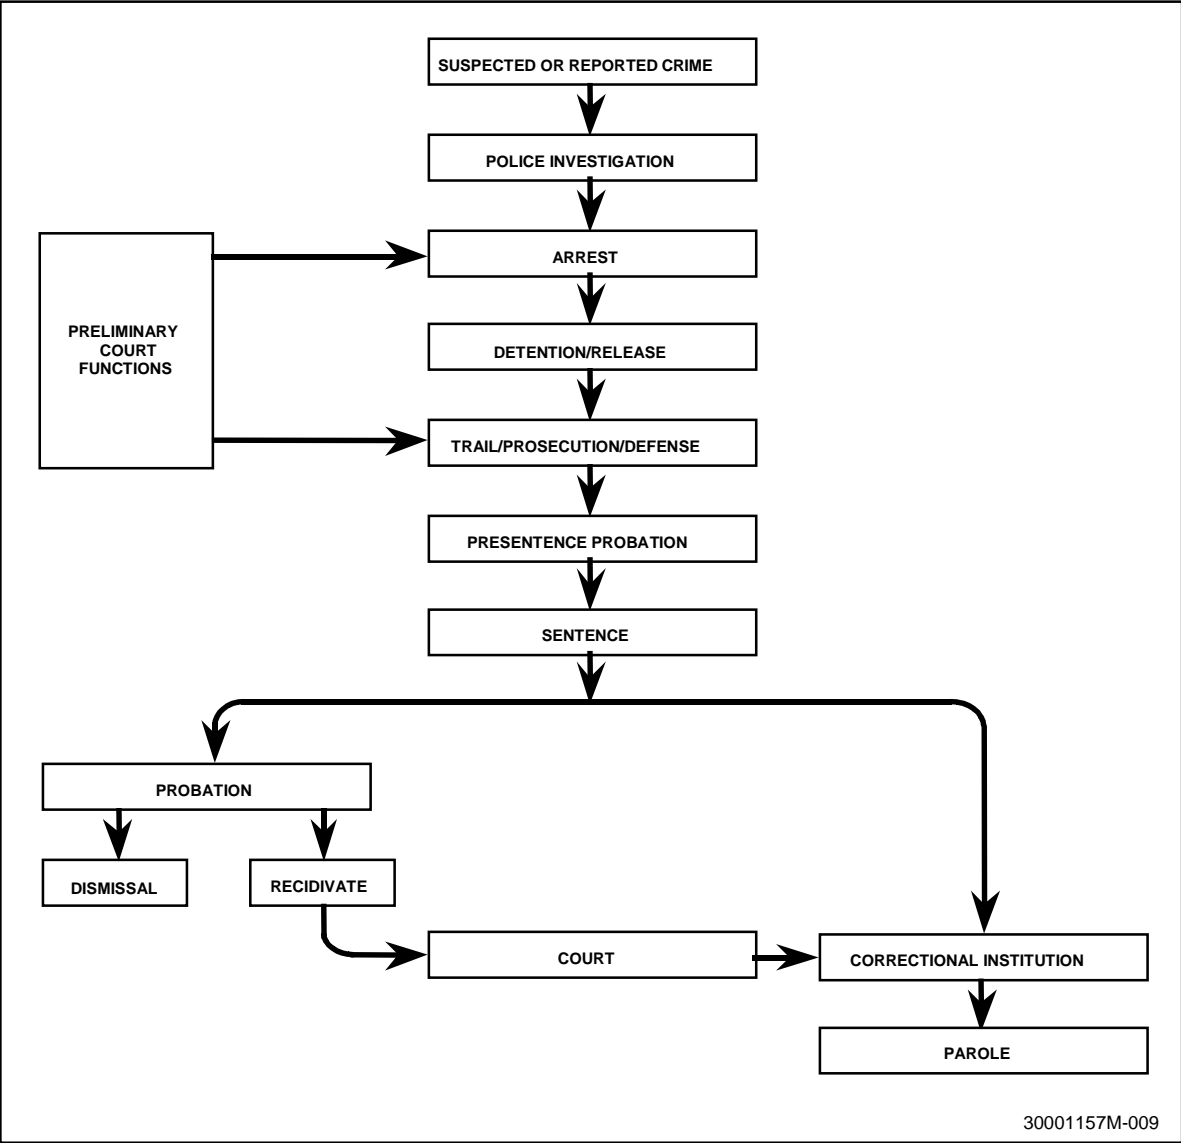 SUSPECTED OR REPORTED CRIME
POLICE INVESTIGATION
ARREST
PRELIMINARY
COURT
FUNCTIONS
DETENTION/RELEASE
TRAIL/PROSECUTION/DEFENSE
PRESENTENCE PROBATION
SENTENCE
PROBATION
DISMISSAL
RECIDIVATE
COURT
CORRECTIONAL INSTITUTION
PAROLE
30001157M-009